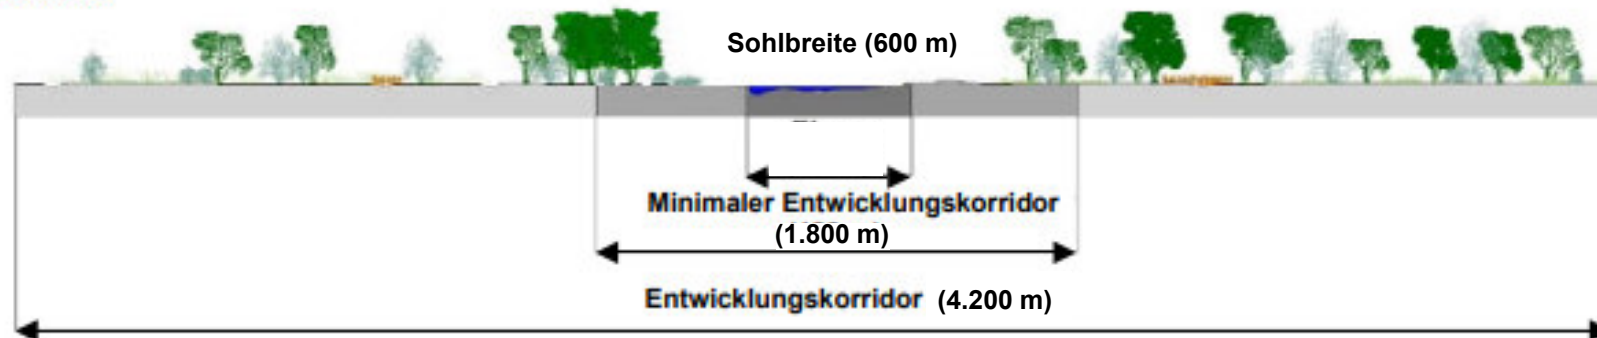 Sohlbreite (600 m)
Minimaler Entwicklungskorridor
(1.800 m)
Entwicklungskorridor (4.200 m)